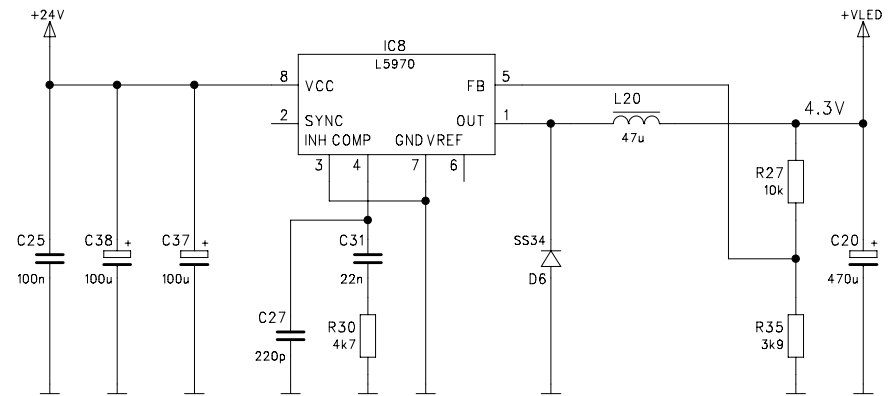 +24V
+VLED
IC8
L5970
8
VCC
FB
5
L20
4.3V
2
SYNC
OUT
1
47u
INH
COMP
GND
VREF
3
4
7
6
R27
10k
C25
100n
C38
+
100u
C37
+
100u
C31
22n
SS34
D6
C20
+
470u
C27
220p
R30
4k7
R35
3k9